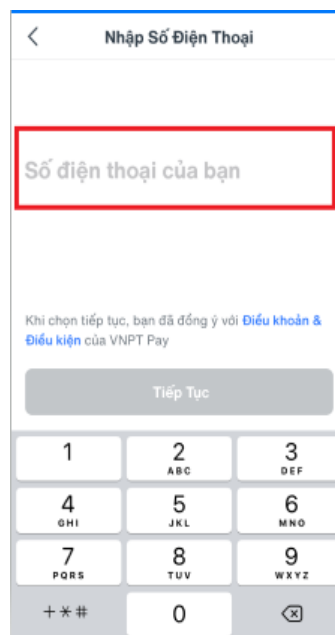 Nhập Số Điện Thoại
Số điện thoại của bạn
Khi chọn tiếp tục, bạn đã đồng ý với Điều khoản &
Điều kiện của VNPT Pay
Tiếp Tục
1 2 3
ABC DEF
4 5 6
GHI JKL MNO
7 8 9
PQRS TUV WXYZ
+*# 0